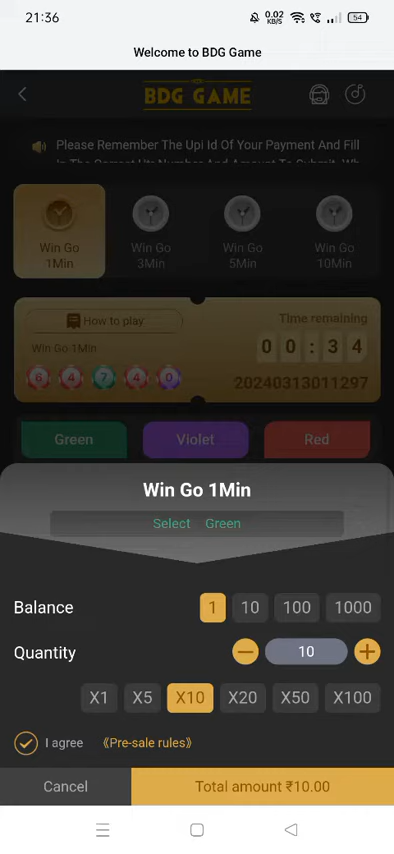 21:36
0.02 KB/S
54
Welcome to BDG Game
BDG GAME
Please Remember The Upi Id Of Your Payment And Fill
In The Correct Utr Number And Amount To Submit. Wh
Win Go 1Min
Win Go 3Min
Win Go 5Min
Win Go 10Min
How to play
Time remaining
Win Go 1Min
0 0 : 3 4
6 4 7 4 0
20240313011297
Green Violet Red
Win Go 1Min
Select Green
Balance 1 10 100 1000
Quantity 10
X1 X5 X10 X20 X50 X100
I agree 《Pre-sale rules》
Cancel Total amount ₹10.00